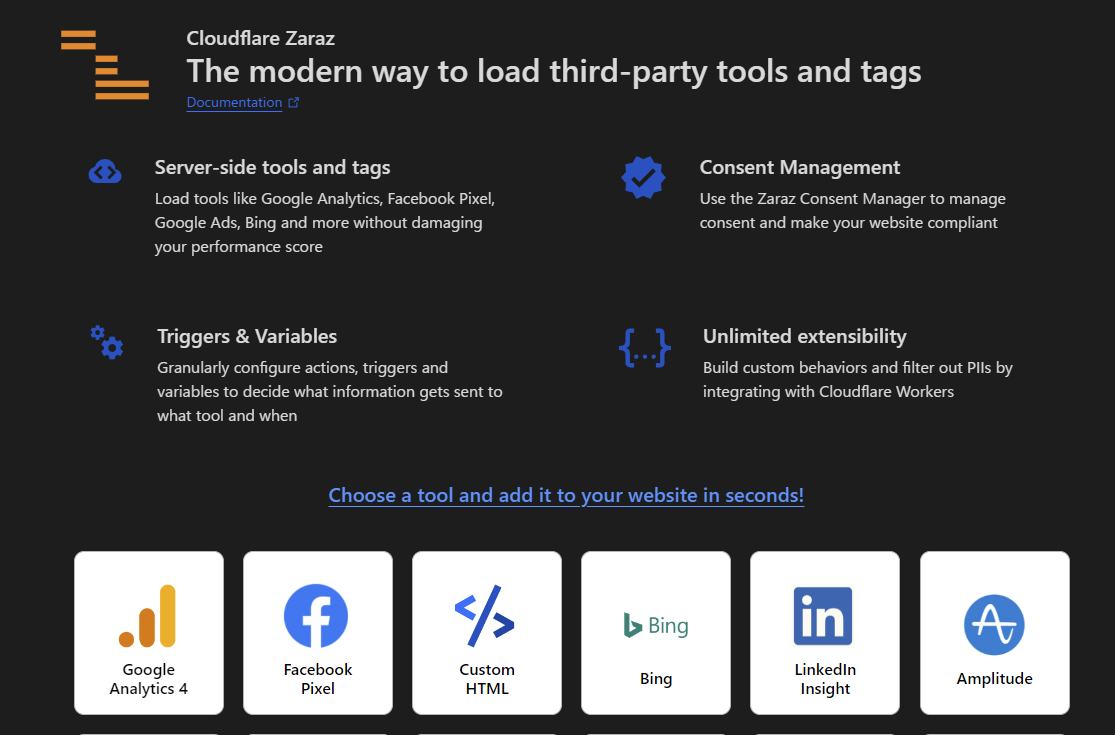 Cloudflare Zaraz
The modern way to load third-party tools and tags
Documentation
Server-side tools and tags
Load tools like Google Analytics, Facebook Pixel,
Google Ads, Bing and more without damaging
your performance score
Consent Management
Use the Zaraz Consent Manager to manage
consent and make your website compliant
Triggers & Variables
Granularly configure actions, triggers and
variables to decide what information gets sent to
what tool and when
{...}
Unlimited extensibility
Build custom behaviors and filter out PIIs by
integrating with Cloudflare Workers
Choose a tool and add it to your website in seconds!
Google
Analytics 4
Facebook
Pixel
</>
Custom
HTML
Bing
Bing
in
LinkedIn
Insight
Amplitude